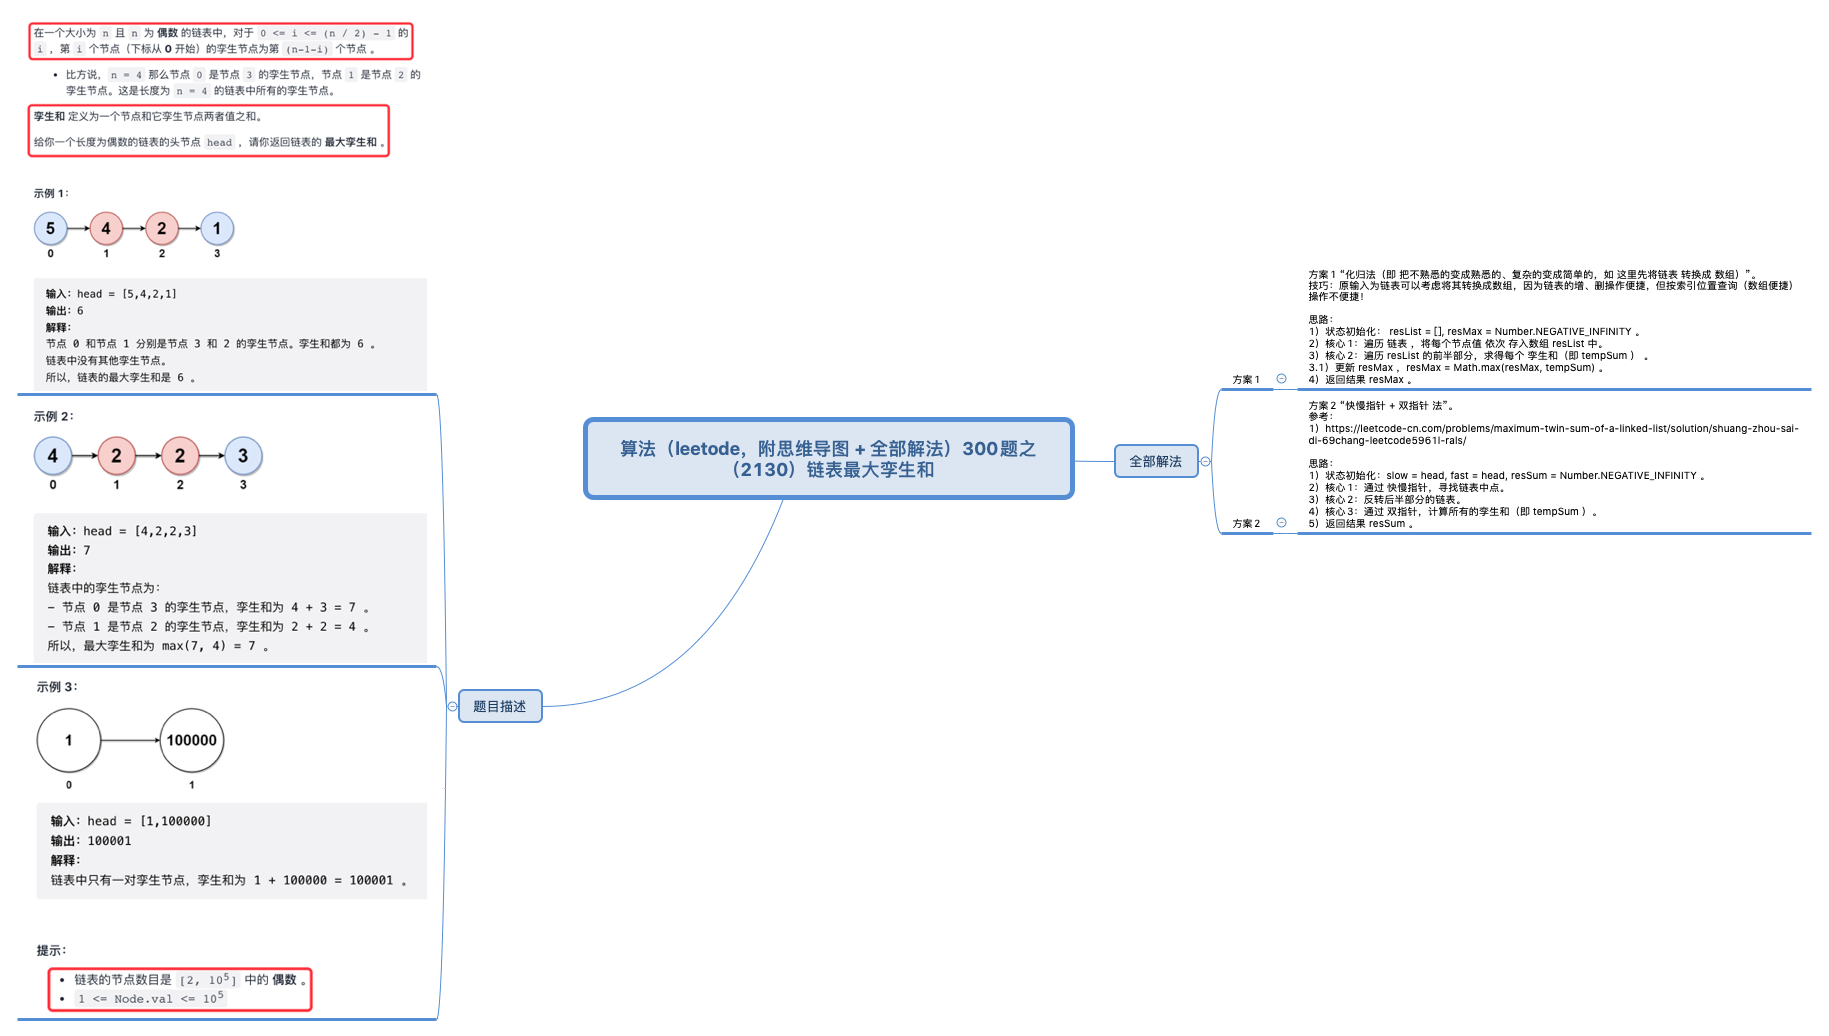 在一个大小为 n 且 n 为 偶数 的链表中，对于 0 <= i <= (n / 2) - 1 的
i ，第 i 个节点（下标从 0 开始）的孪生节点为第 (n-1-i) 个节点 。
• 比方说，n = 4 那么节点 0 是节点 3 的孪生节点，节点 1 是节点 2 的
孪生节点。这是长度为 n = 4 的链表中所有的孪生节点。
孪生和 定义为一个节点和它孪生节点两者值之和。
给你一个长度为偶数的链表的头节点 head ，请你返回链表的 最大孪生和 。
示例 1：
5 4 2 1
0 1 2 3
输入：head = [5,4,2,1]
输出：6
解释：
节点 0 和节点 1 分别是节点 3 和 2 的孪生节点。孪生和都为 6 。
链表中没有其他孪生节点。
所以，链表的最大孪生和是 6 。
示例 2：
4 2 2 3
0 1 2 3
输入：head = [4,2,2,3]
输出：7
解释：
链表中的孪生节点为：
- 节点 0 是节点 3 的孪生节点，孪生和为 4 + 3 = 7 。
- 节点 1 是节点 2 的孪生节点，孪生和为 2 + 2 = 4 。
所以，最大孪生和为 max(7, 4) = 7 。
示例 3：
1 100000
0 1
输入：head = [1,100000]
输出：100001
解释：
链表中只有一对孪生节点，孪生和为 1 + 100000 = 100001 。
提示：
• 链表的节点数目是 [2, 10⁵] 中的 偶数 。
• 1 <= Node.val <= 10⁵
题目描述
算法（leetode，附思维导图 + 全部解法）300题之
（2130）链表最大孪生和
全部解法
方案 1
方案 1 “化归法（即 把不熟悉的变成熟悉的、复杂的变成简单的，如 这里先将链表 转换成 数组）”。
技巧：原输入为链表可以考虑将其转换成数组，因为链表的增、删操作便捷，但按索引位置查询（数组便捷）
操作不便捷！
思路：
1）状态初始化： resList = [], resMax = Number.NEGATIVE_INFINITY 。
2）核心 1：遍历 链表 ，将每个节点值 依次 存入数组 resList 中。
3）核心 2：遍历 resList 的前半部分，求得每个 孪生和（即 tempSum ） 。
3.1）更新 resMax ，resMax = Math.max(resMax, tempSum) 。
4）返回结果 resMax 。
方案 2
方案 2 “快慢指针 + 双指针 法”。
参考：
1）https://leetcode-cn.com/problems/maximum-twin-sum-of-a-linked-list/solution/shuang-zhou-sai-
di-69chang-leetcode5961l-rals/
思路：
1）状态初始化：slow = head, fast = head, resSum = Number.NEGATIVE_INFINITY 。
2）核心 1：通过 快慢指针，寻找链表中点。
3）核心 2：反转后半部分的链表。
4）核心 3：通过 双指针，计算所有的孪生和（即 tempSum ）。
5）返回结果 resSum 。